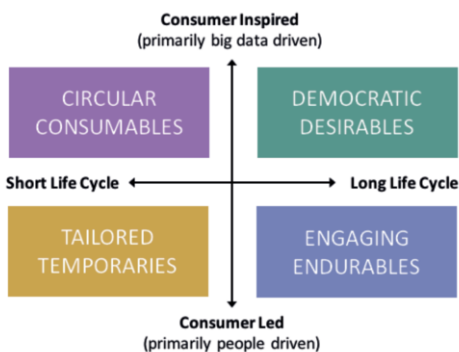 Consumer Inspired
(primarily big data driven)
CIRCULAR
CONSUMABLES
DEMOCRATIC
DESIRABLES
Short Life Cycle
Long Life Cycle
TAILORED
TEMPORARIES
ENGAGING
ENDURABLES
Consumer Led
(primarily people driven)